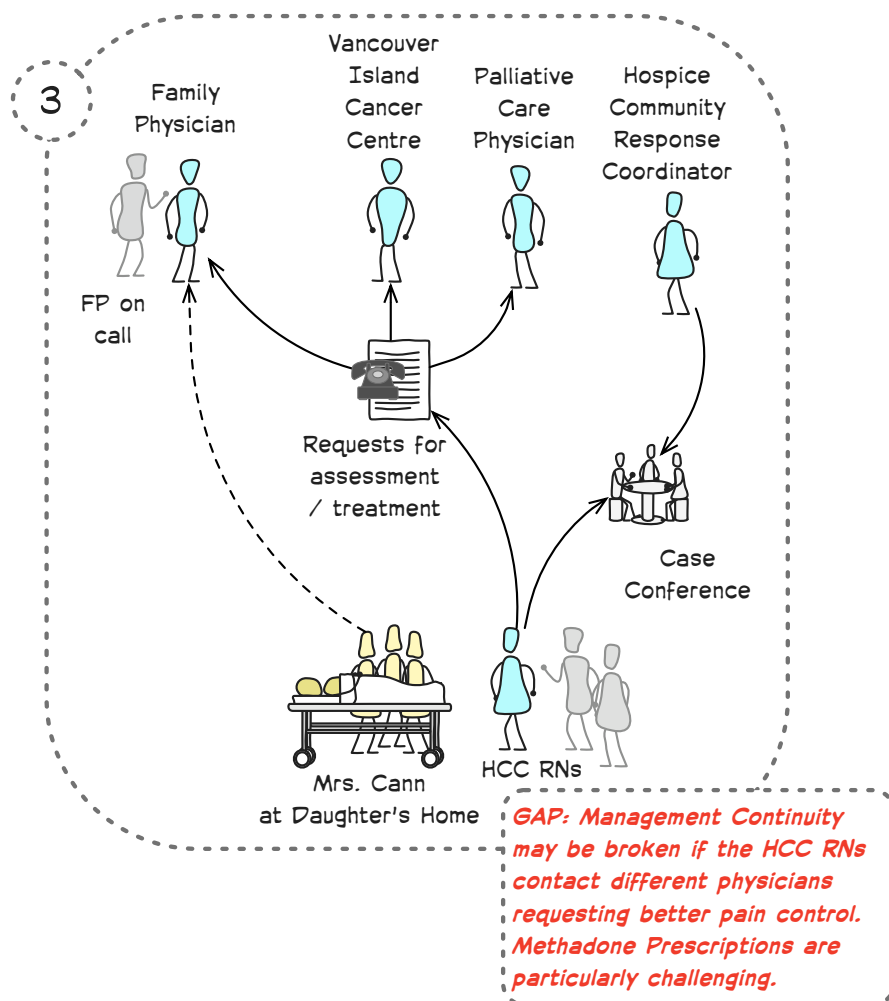 3
Family
Physician
Vancouver
Island
Cancer
Centre
Palliative
Care
Physician
Hospice
Community
Response
Coordinator
FP on
call
Requests for
assessment
/ treatment
Case
Conference
Mrs. Cann
at Daughter's Home
HCC RNs
GAP: Management Continuity
may be broken if the HCC RNs
contact different physicians
requesting better pain control.
Methadone Prescriptions are
particularly challenging.